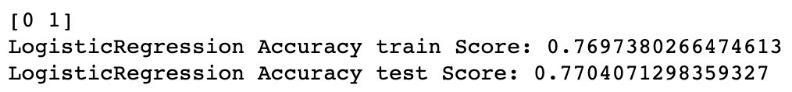 [0 1]
LogisticRegression Accuracy train Score: 0.7697380266474613
LogisticRegression Accuracy test Score: 0.7704071298359327